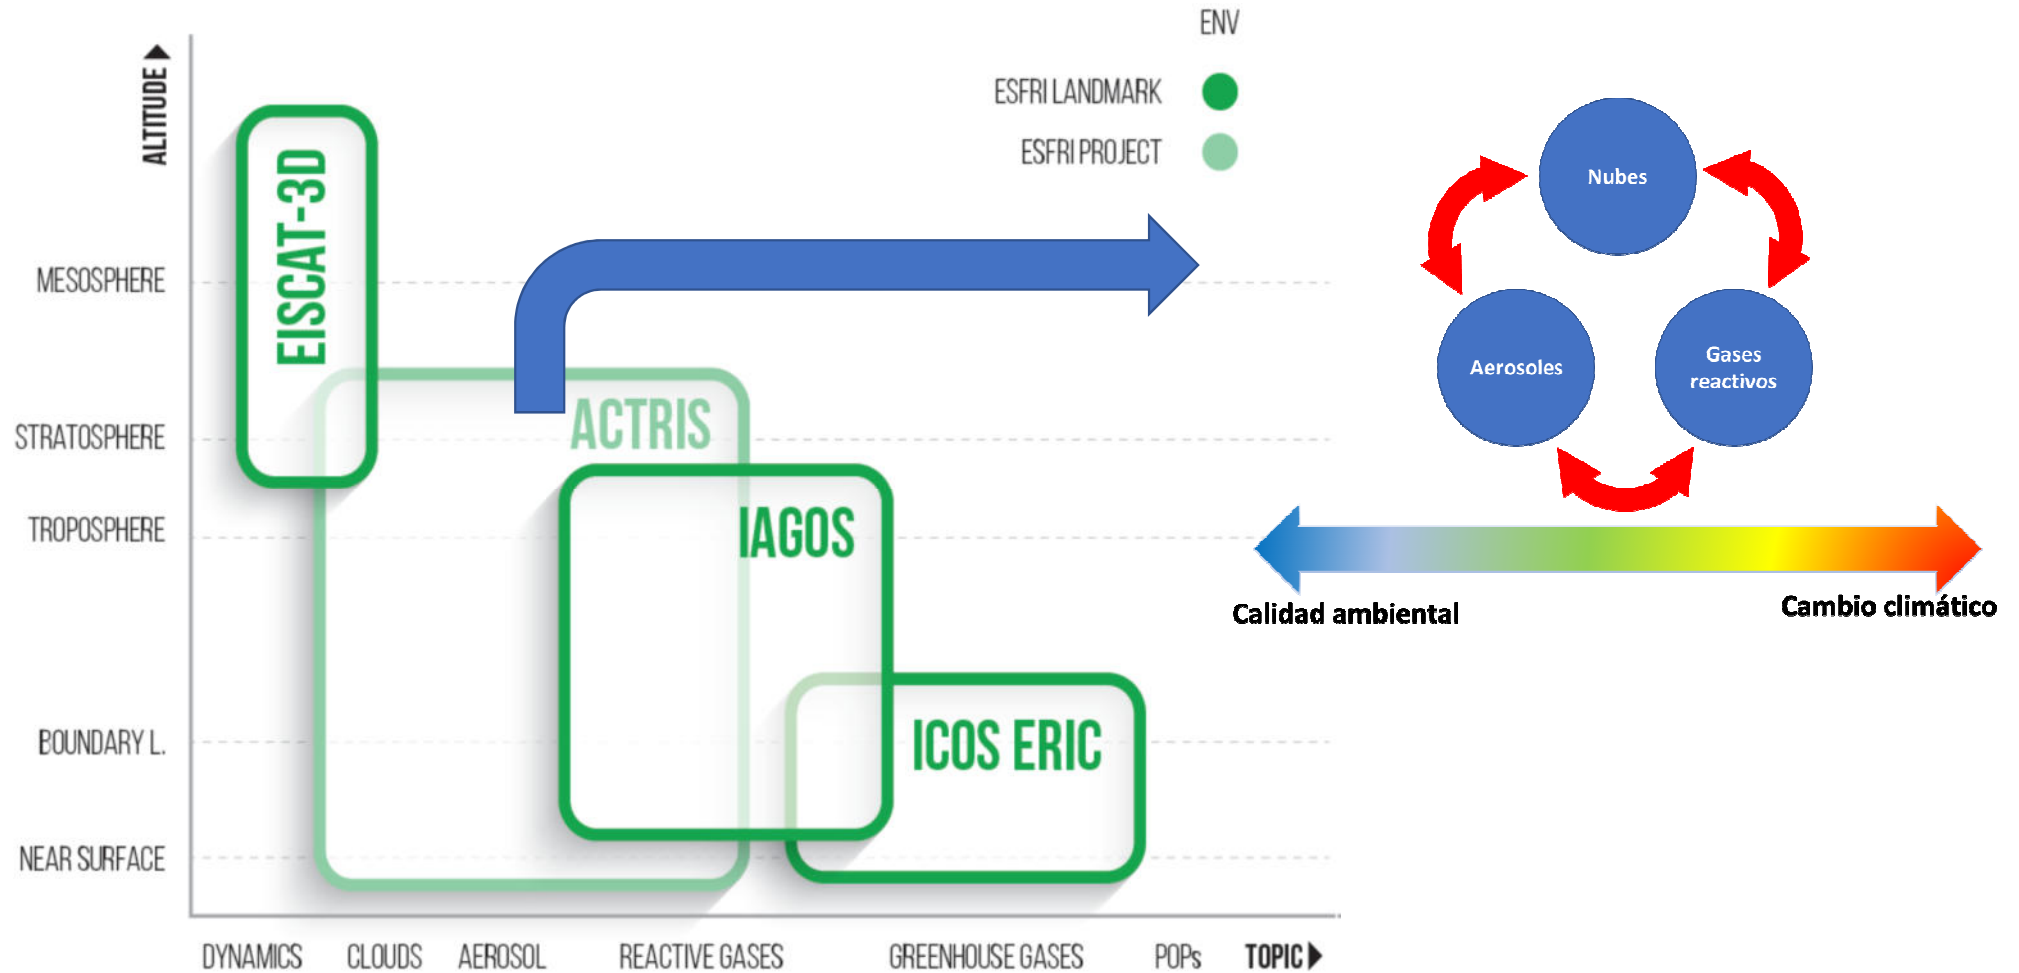 ENV
ESFRI LANDMARK
ESFRI PROJECT
ALTITUDE
MESOSPHERE
STRATOSPHERE
TROPOSPHERE
BOUNDARY L.
NEAR SURFACE
EISCAT-3D
ACTRIS
IAGOS
ICOS ERIC
DYNAMICS
CLOUDS
AEROSOL
REACTIVE GASES
GREENHOUSE GASES
POPs
TOPIC
Nubes
Aerosoles
Gases
reactivos
Calidad ambiental
Cambio climático